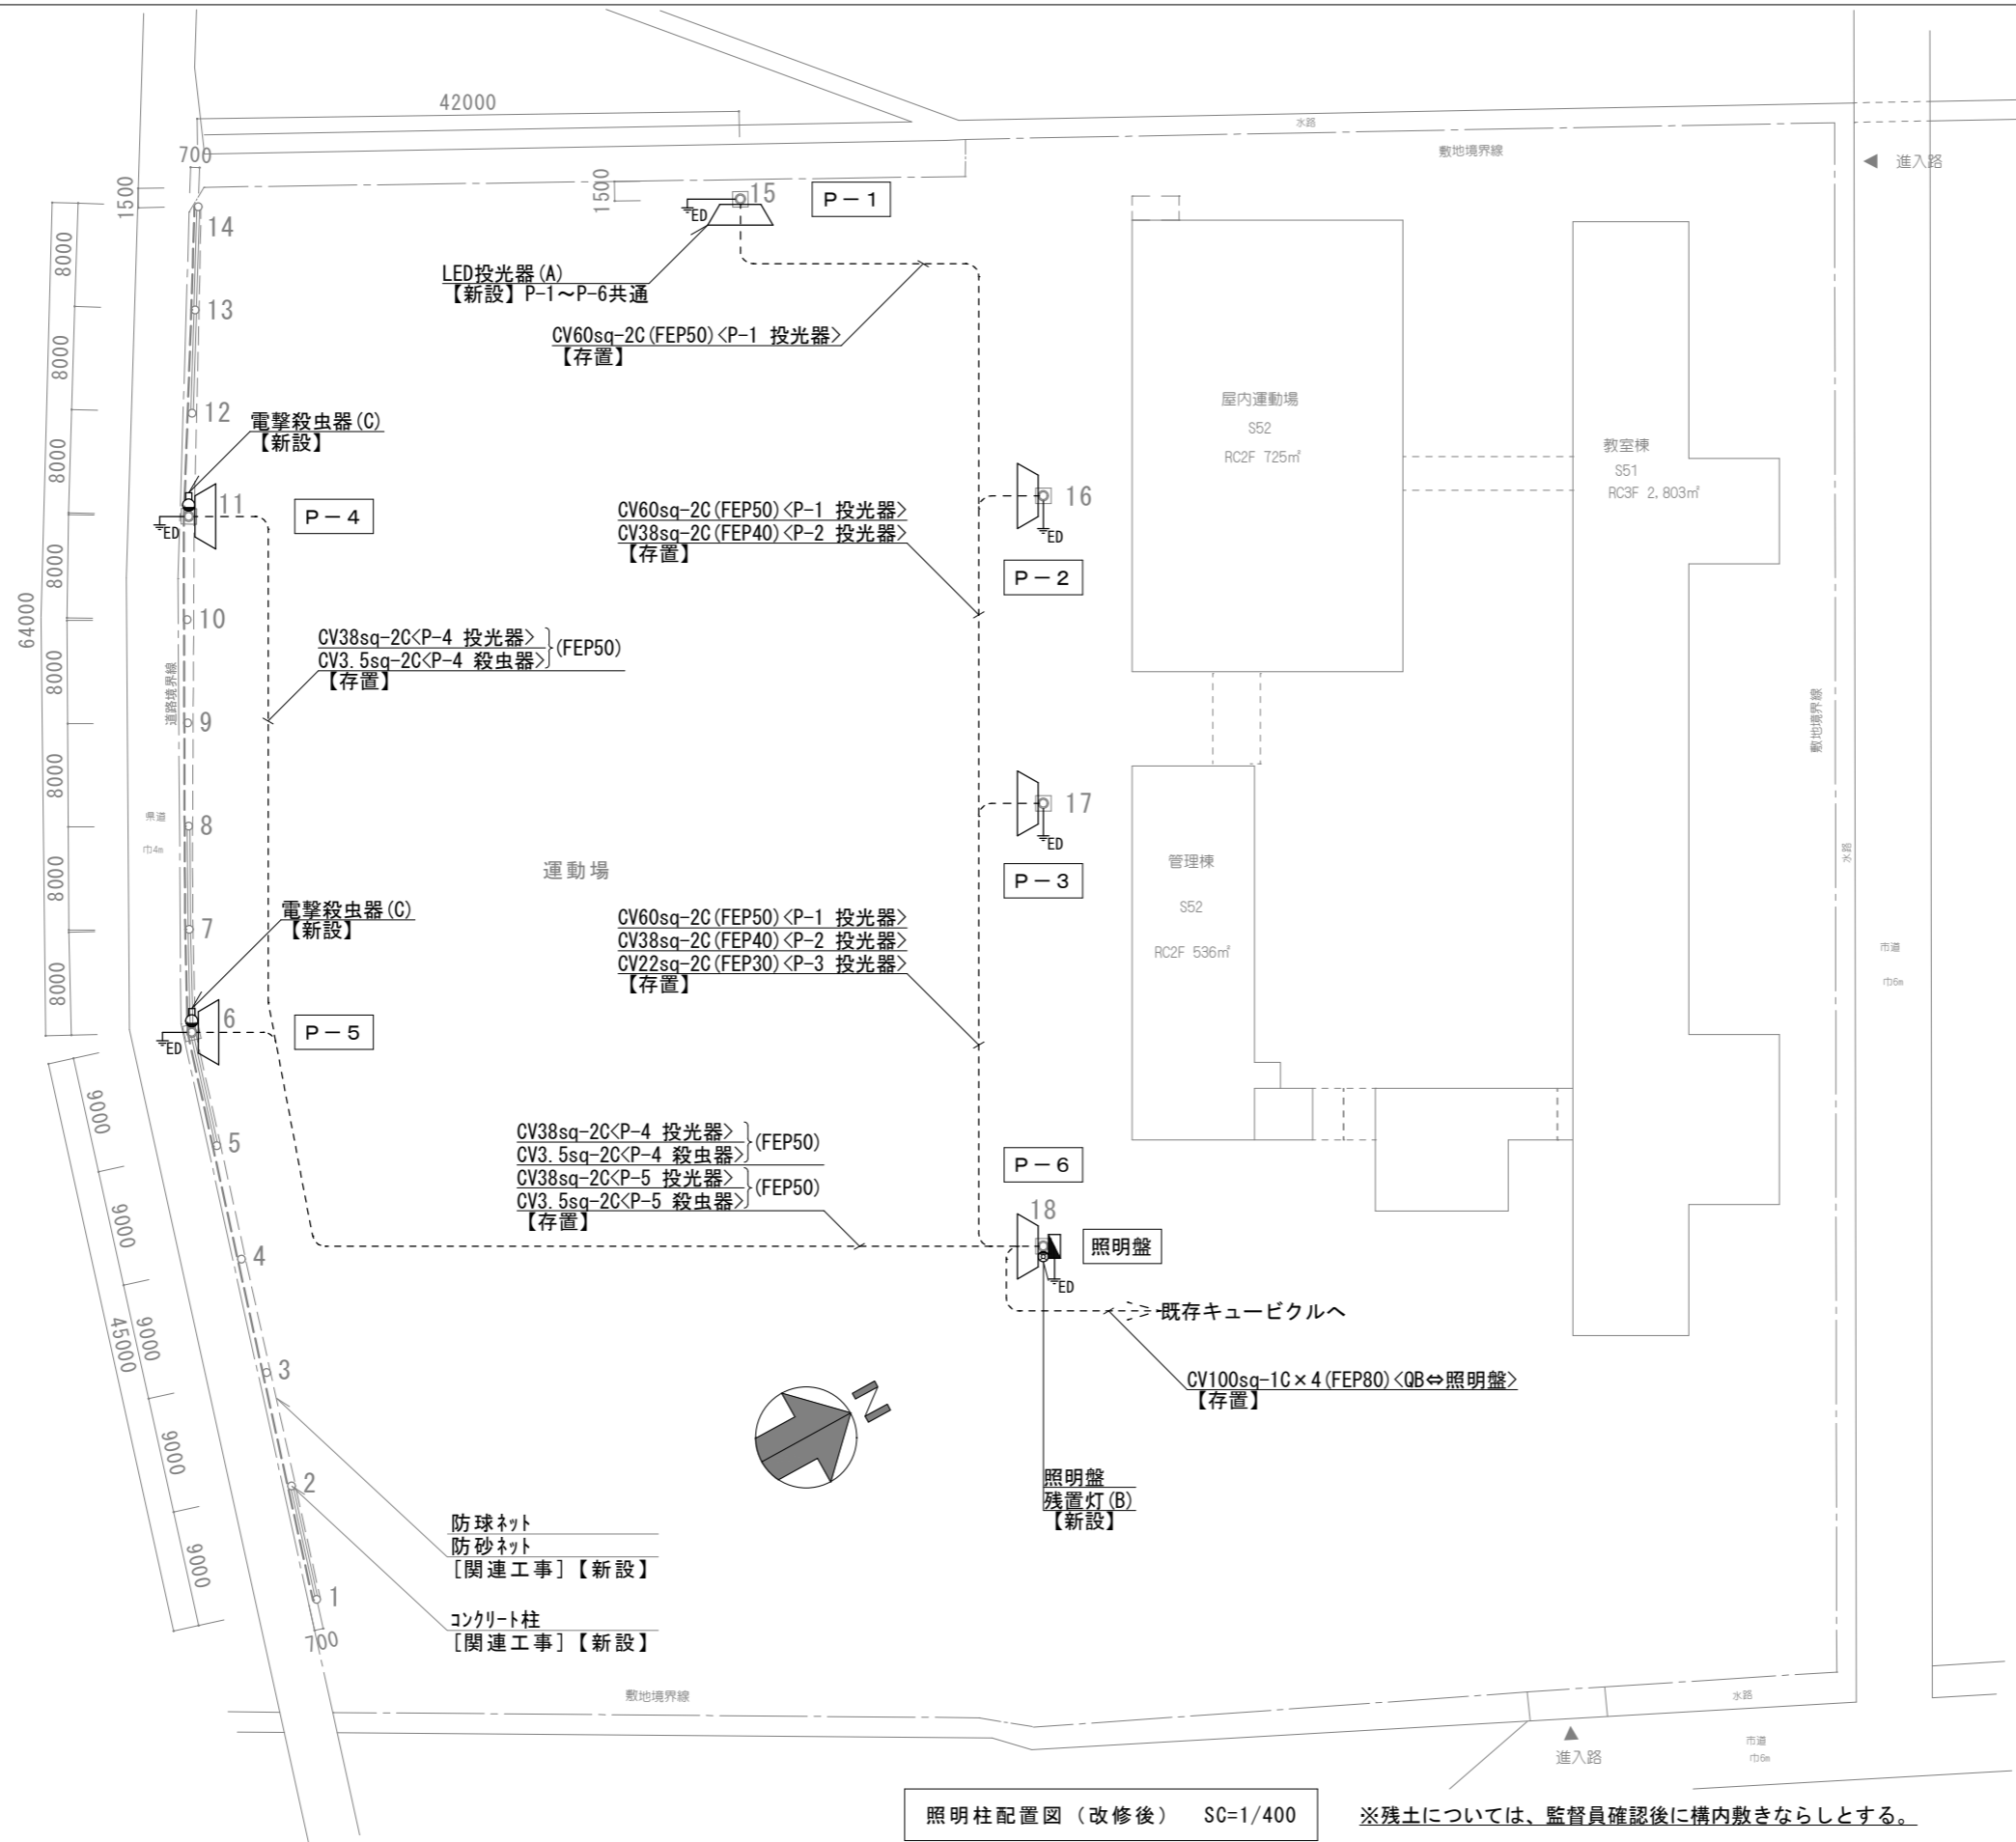 42000
700
1500
1500
水路
敷地境界線
進入路
14
15
ED
P－1
LED投光器(A)
【新設】P-1～P-6共通
CV60sq-2C(FEP50)<P-1 投光器>
【存置】
13
12
電撃殺虫器(C)
【新設】
11
ED
P－4
CV60sq-2C(FEP50)<P-1 投光器>
CV38sq-2C(FEP40)<P-2 投光器>
【存置】
16
ED
P－2
屋内運動場
S52
RC2F 725㎡
教室棟
S51
RC3F 2,803㎡
8000
8000
8000
8000
8000
8000
8000
8000
64000
10
CV38sq-2C<P-4 投光器>
CV3.5sq-2C<P-4 殺虫器>
(FEP50)
【存置】
道路境界線
9
敷地境界線
8
県道
巾4m
17
ED
P－3
運動場
管理棟
S52
RC2F 536㎡
水路
7
電撃殺虫器(C)
【新設】
CV60sq-2C(FEP50)<P-1 投光器>
CV38sq-2C(FEP40)<P-2 投光器>
CV22sq-2C(FEP30)<P-3 投光器>
【存置】
市道
巾6m
6
ED
P－5
9000
9000
9000
9000
9000
45000
5
CV38sq-2C<P-4 投光器>
CV3.5sq-2C<P-4 殺虫器>
(FEP50)
CV38sq-2C<P-5 投光器>
CV3.5sq-2C<P-5 殺虫器>
(FEP50)
【存置】
P－6
18
照明盤
ED
4
既存キュービクルへ
3
CV100sq-1C×4(FEP80)<QB⇔照明盤>
【存置】
N
2
照明盤
残置灯(B)
【新設】
防球ネット
防砂ネット
[関連工事]【新設】
1
700
コンクリート柱
[関連工事]【新設】
敷地境界線
水路
進入路
市道
巾6m
照明柱配置図（改修後） SC=1/400
※残土については、監督員確認後に構内敷きならしとする。